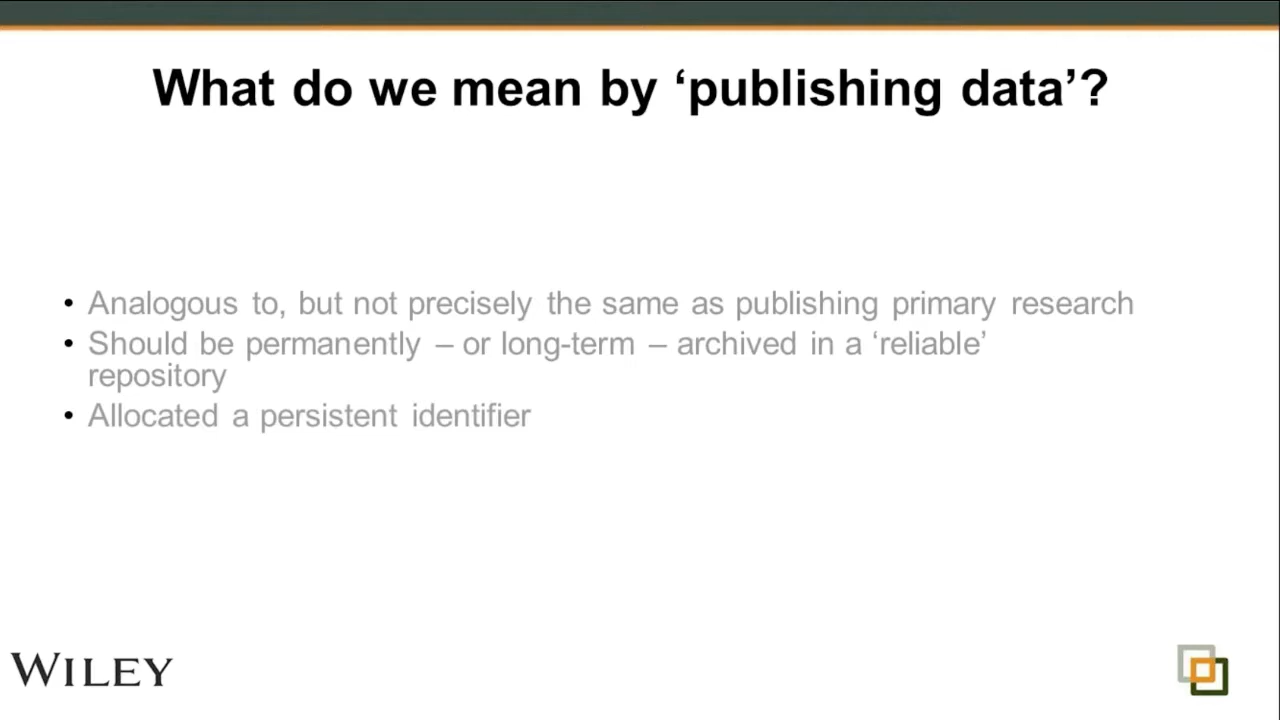 What do we mean by ‘publishing data’?
• Analogous to, but not precisely the same as publishing primary research
• Should be permanently – or long-term – archived in a ‘reliable’
repository
• Allocated a persistent identifier
WILEY